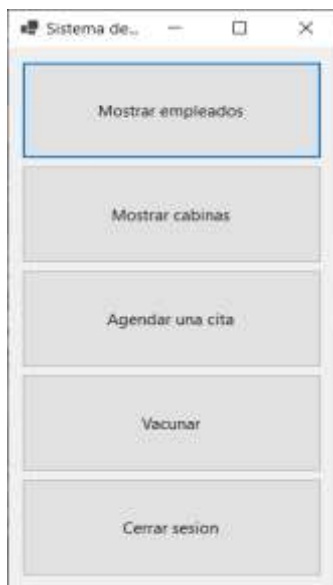 Sistema de...
Mostrar empleados
Mostrar cabinas
Agendar una cita
Vacunar
Cerrar sesion